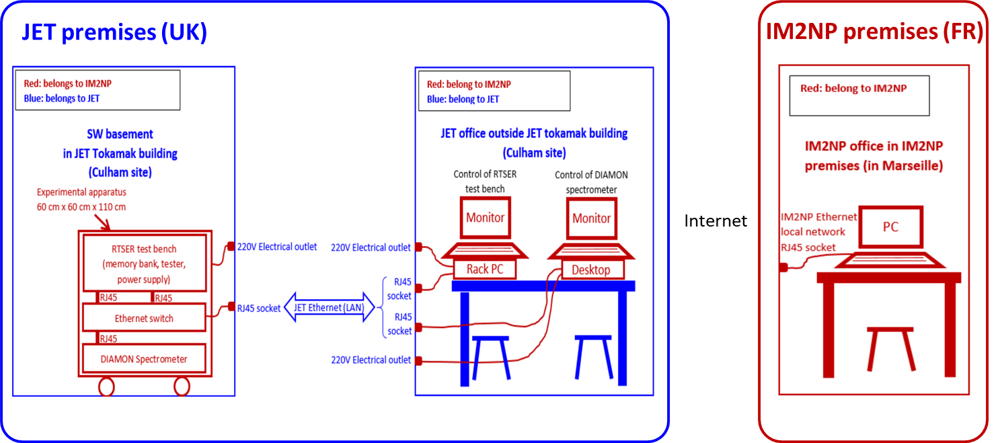 JET premises (UK)
Red: belongs to IM2NP
Blue: belongs to JET
SW basement
in JET Tokamak building
(Culham site)
Experimental apparatus
60 cm x 60 cm x 110 cm
RTSER test bench
(memory bank, tester,
power supply)
RJ45
RJ45
Ethernet switch
RJ45
DIAMON Spectrometer
220V Electrical outlet
RJ45 socket
JET Ethernet (LAN)
Red: belong to IM2NP
Blue: belong to JET
JET office outside JET tokamak building
(Culham site)
Control of RTSER
test bench
Control of DIAMON
spectrometer
Monitor
Monitor
Rack PC
Desktop
220V Electrical outlet
RJ45
socket
RJ45
socket
220V Electrical outlet
Internet
IM2NP premises (FR)
Red: belong to IM2NP
IM2NP office in IM2NP
premises (in Marseille)
IM2NP Ethernet
local network
RJ45 socket
PC